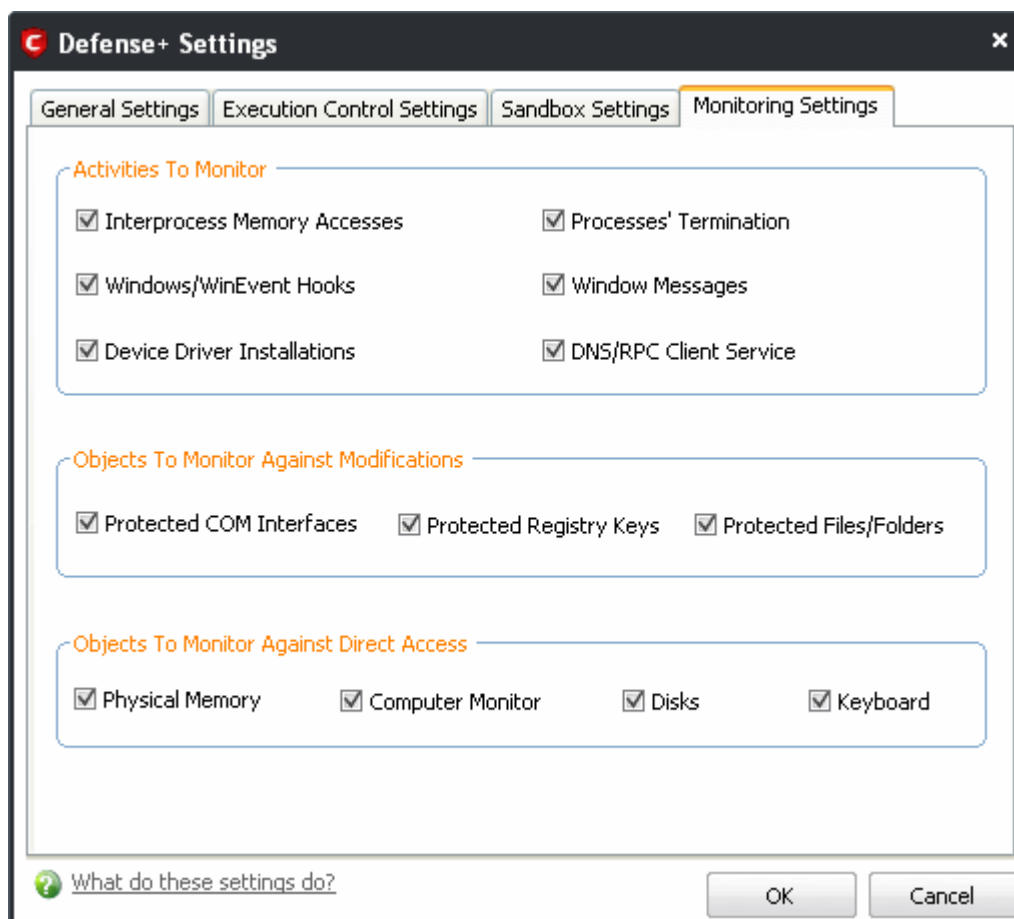 Defense+ Settings
General Settings Execution Control Settings Sandbox Settings Monitoring Settings
Activities To Monitor
Interprocess Memory Accesses Processes' Termination
Windows/WinEvent Hooks Window Messages
Device Driver Installations DNS/RPC Client Service
Objects To Monitor Against Modifications
Protected COM Interfaces Protected Registry Keys Protected Files/Folders
Objects To Monitor Against Direct Access
Physical Memory Computer Monitor Disks Keyboard
What do these settings do?
OK Cancel